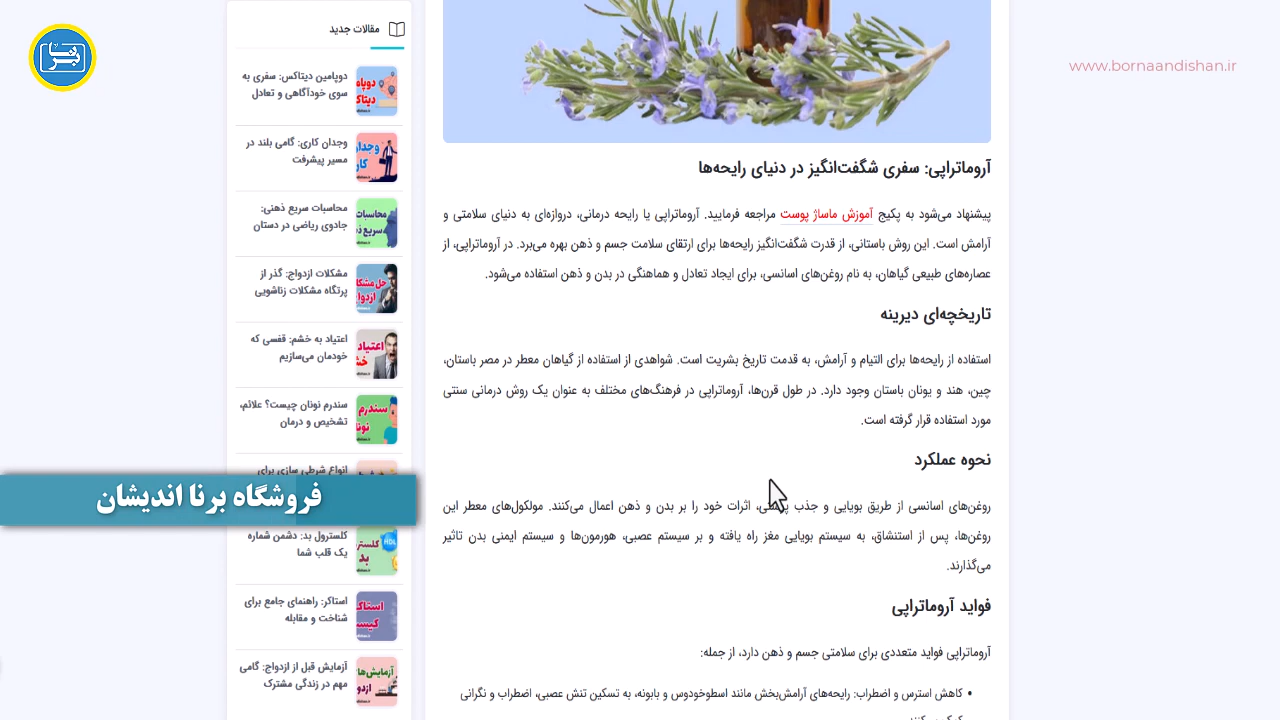 www.bornaandishan.ir
برنا
آروماتراپی: سفری شگفت‌انگیز در دنیای رایحه‌ها
پیشنهاد می‌شود به پکیج آموزش ماساژ پوست مراجعه فرمایید. آروماتراپی یا رایحه درمانی، دروازه‌ای به دنیای سلامتی و
آرامش است. این روش باستانی، از قدرت شگفت‌انگیز رایحه‌ها برای ارتقای سلامت جسم و ذهن بهره می‌برد. در آروماتراپی، از
عصاره‌های طبیعی گیاهان، به نام روغن‌های اسانسی، برای ایجاد تعادل و هماهنگی در بدن و ذهن استفاده می‌شود.
تاریخچه‌ای دیرینه
استفاده از رایحه‌ها برای التیام و آرامش، به قدمت تاریخ بشریت است. شواهدی از استفاده از گیاهان معطر در مصر باستان،
چین، هند و یونان باستان وجود دارد. در طول قرن‌ها، آروماتراپی در فرهنگ‌های مختلف به عنوان یک روش درمانی سنتی
مورد استفاده قرار گرفته است.
نحوه عملکرد
روغن‌های اسانسی از طریق بویایی و جذب پوستی، اثرات خود را بر بدن و ذهن اعمال می‌کنند. مولکول‌های معطر این
روغن‌ها، پس از استنشاق، به سیستم بویایی مغز راه یافته و بر سیستم عصبی، هورمون‌ها و سیستم ایمنی بدن تاثیر
می‌گذارند.
فواید آروماتراپی
آروماتراپی فواید متعددی برای سلامتی جسم و ذهن دارد، از جمله:
• کاهش استرس و اضطراب: رایحه‌های آرامش‌بخش مانند اسطوخودوس و بابونه، به تسکین تنش عصبی، اضطراب و نگرانی
مقالات جدید
دوپامین دیتاکس: سفری به
سوی خودآگاهی و تعادل
وجدان کاری: گامی بلند در
مسیر پیشرفت
محاسبات سریع ذهنی:
جادوی ریاضی در دستان
مشکلات ازدواج: گذر از
پرتگاه مشکلات زناشویی
اعتیاد به خشم: قفسی که
خودمان می‌سازیم
سندرم نونان چیست؟ علائم،
تشخیص و درمان
انواع شرطی سازی برای
فروشگاه برنا اندیشان
کلسترول بد: دشمن شماره
یک قلب شما
استاکر: راهنمای جامع برای
شناخت و مقابله
آزمایش قبل از ازدواج: گامی
مهم در زندگی مشترک